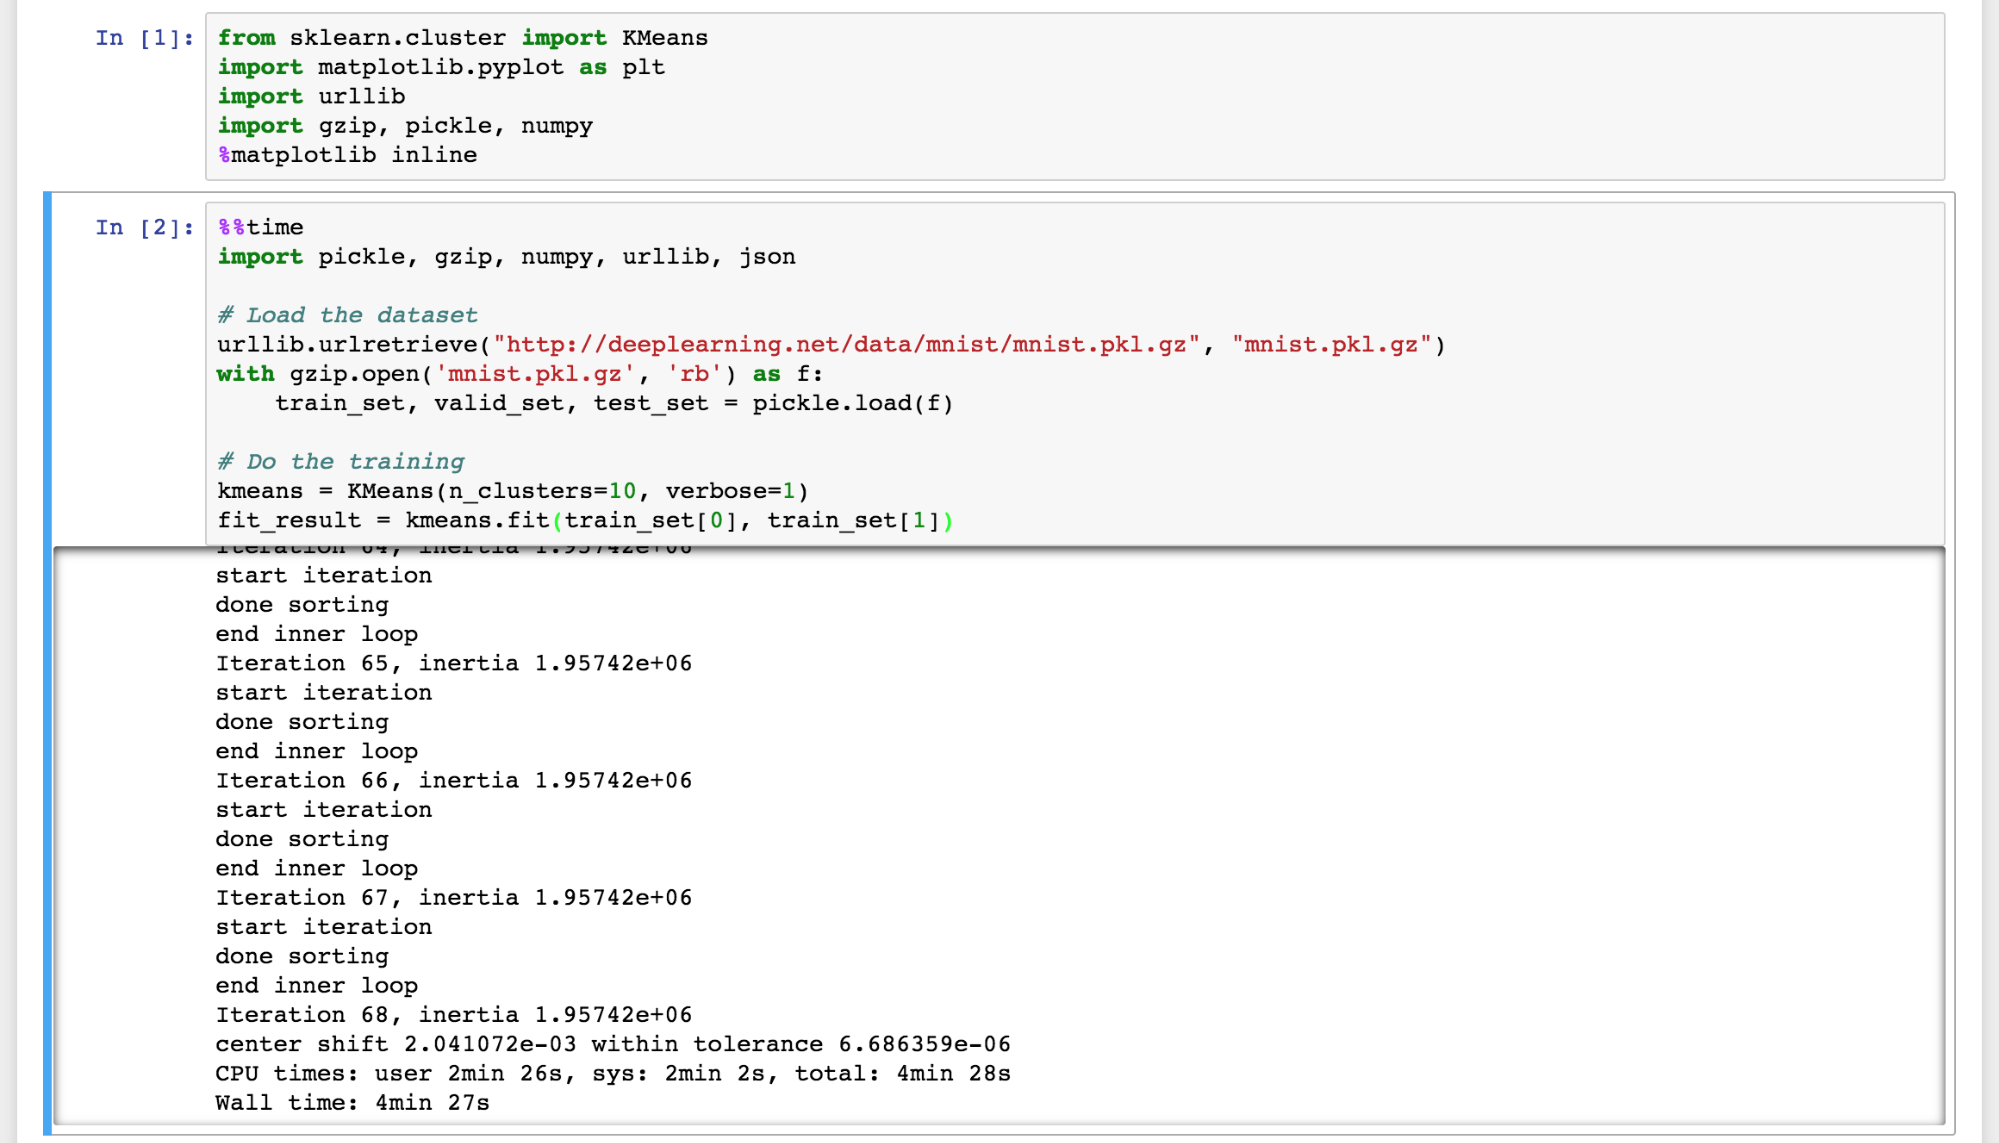 In [1]: from sklearn.cluster import KMeans
import matplotlib.pyplot as plt
import urllib
import gzip, pickle, numpy
%matplotlib inline
In [2]: %%time
import pickle, gzip, numpy, urllib, json
# Load the dataset
urllib.urlretrieve("http://deeplearning.net/data/mnist/mnist.pkl.gz", "mnist.pkl.gz")
with gzip.open('mnist.pkl.gz', 'rb') as f:
    train_set, valid_set, test_set = pickle.load(f)
# Do the training
kmeans = KMeans(n_clusters=10, verbose=1)
fit_result = kmeans.fit(train_set[0], train_set[1])
Iteration 64, inertia 1.95742e+06
start iteration
done sorting
end inner loop
Iteration 65, inertia 1.95742e+06
start iteration
done sorting
end inner loop
Iteration 66, inertia 1.95742e+06
start iteration
done sorting
end inner loop
Iteration 67, inertia 1.95742e+06
start iteration
done sorting
end inner loop
Iteration 68, inertia 1.95742e+06
center shift 2.041072e-03 within tolerance 6.686359e-06
CPU times: user 2min 26s, sys: 2min 2s, total: 4min 28s
Wall time: 4min 27s